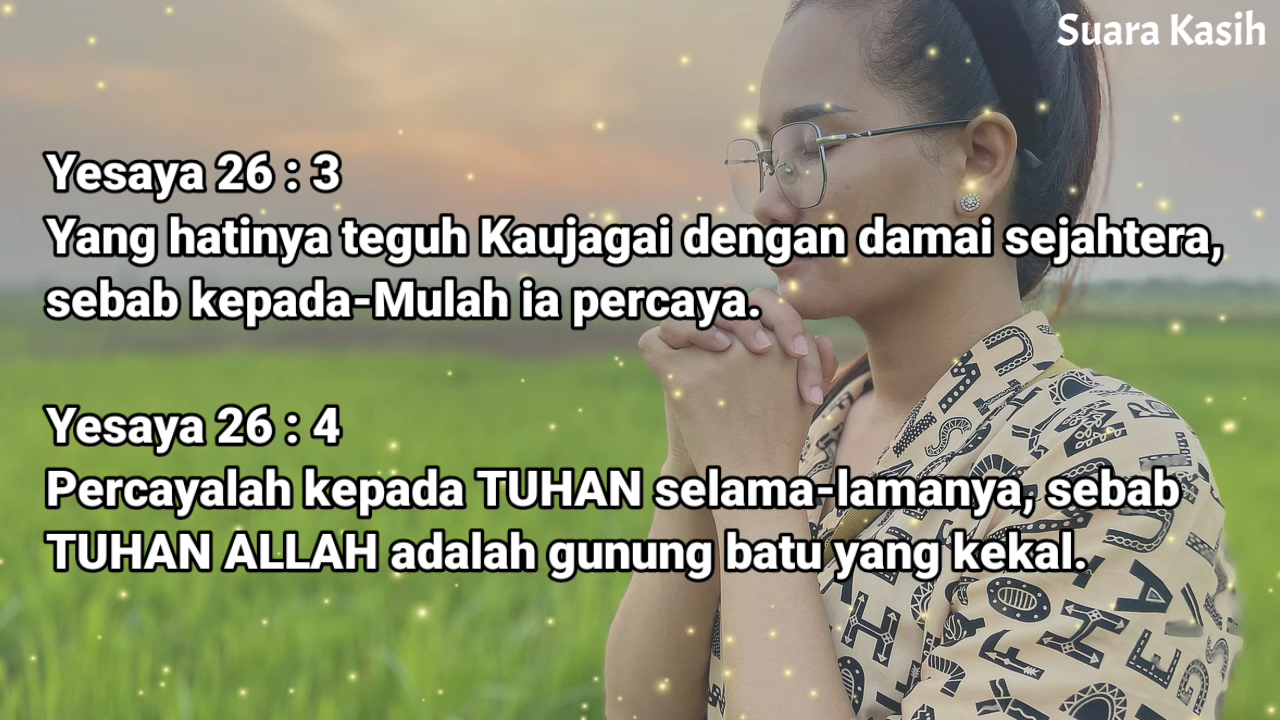 Suara Kasih
Yesaya 26 : 3
Yang hatinya teguh Kaujagai dengan damai sejahtera,
sebab kepada-Mulah ia percaya.
Yesaya 26 : 4
Percayalah kepada TUHAN selama-lamanya, sebab
TUHAN ALLAH adalah gunung batu yang kekal.